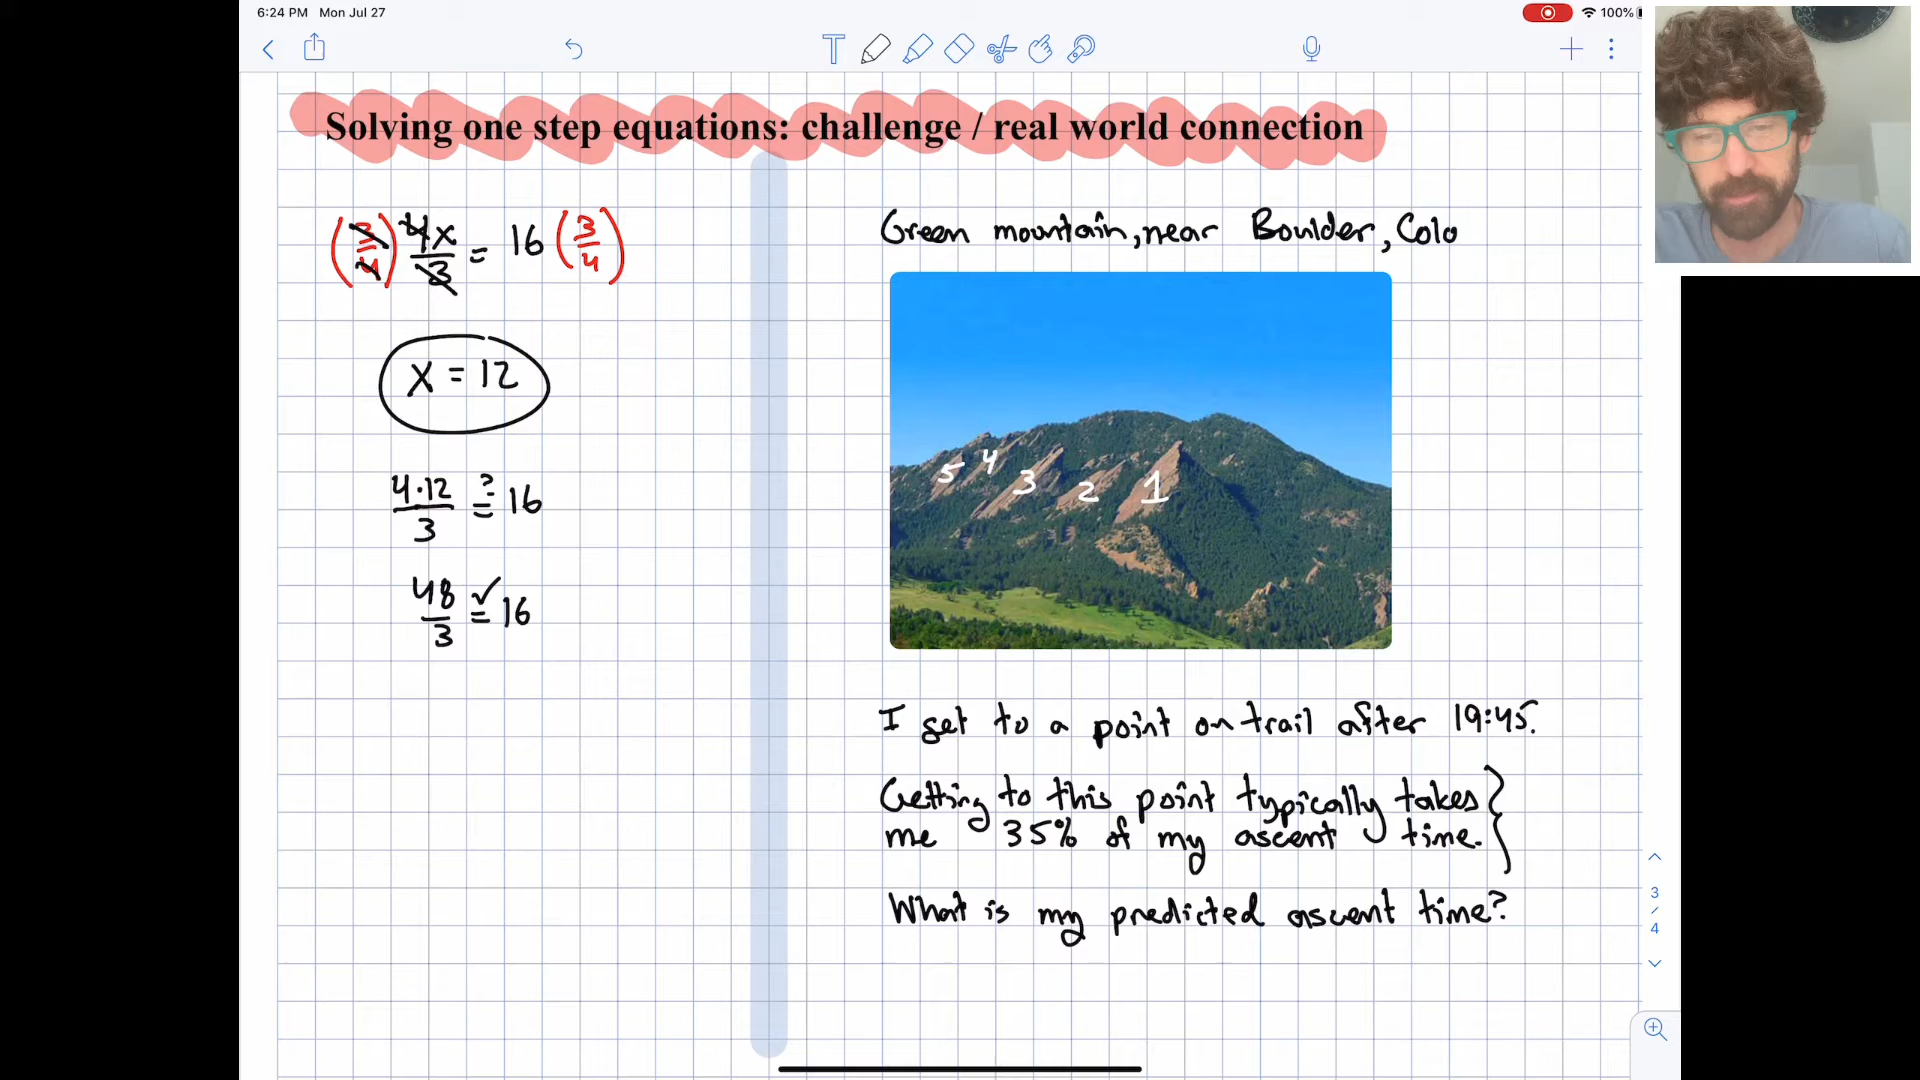 6:24 PM Mon Jul 27
100%
T
Solving one step equations: challenge / real world connection
(3/4) 4x/3 = 16 (3/4)
x = 12
4·12/3 ?= 16
48/3 ✓= 16
Green mountain, near Boulder, Colo
5 4 3 2 1
I get to a point on trail after 19:45.
Getting to this point typically takes
me 35% of my ascent time.
What is my predicted ascent time?
3
/
4